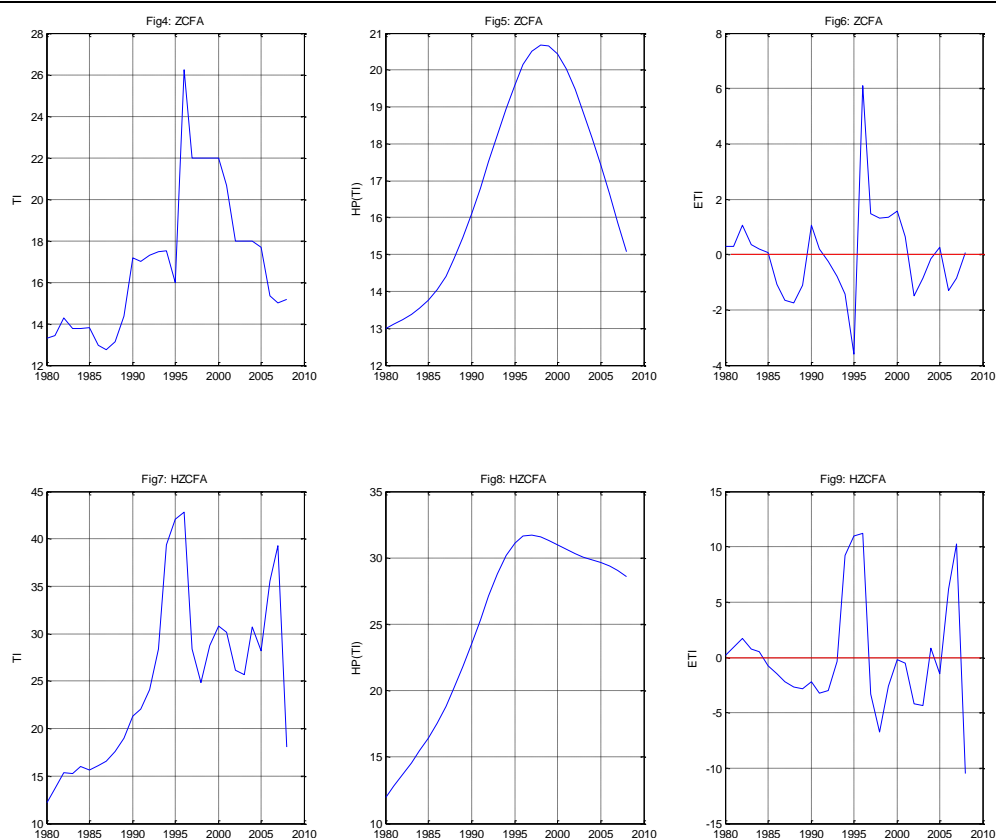 Fig4: ZCFA
28
26
24
22
20
18
16
14
12
TI
1980 1985 1990 1995 2000 2005 2010
Fig5: ZCFA
21
20
19
18
17
16
15
14
13
12
HP(TI)
1980 1985 1990 1995 2000 2005 2010
Fig6: ZCFA
8
6
4
2
0
-2
-4
ETI
1980 1985 1990 1995 2000 2005 2010
Fig7: HZCFA
45
40
35
30
25
20
15
10
TI
1980 1985 1990 1995 2000 2005 2010
Fig8: HZCFA
35
30
25
20
15
10
HP(TI)
1980 1985 1990 1995 2000 2005 2010
Fig9: HZCFA
15
10
5
0
-5
-10
-15
ETI
1980 1985 1990 1995 2000 2005 2010